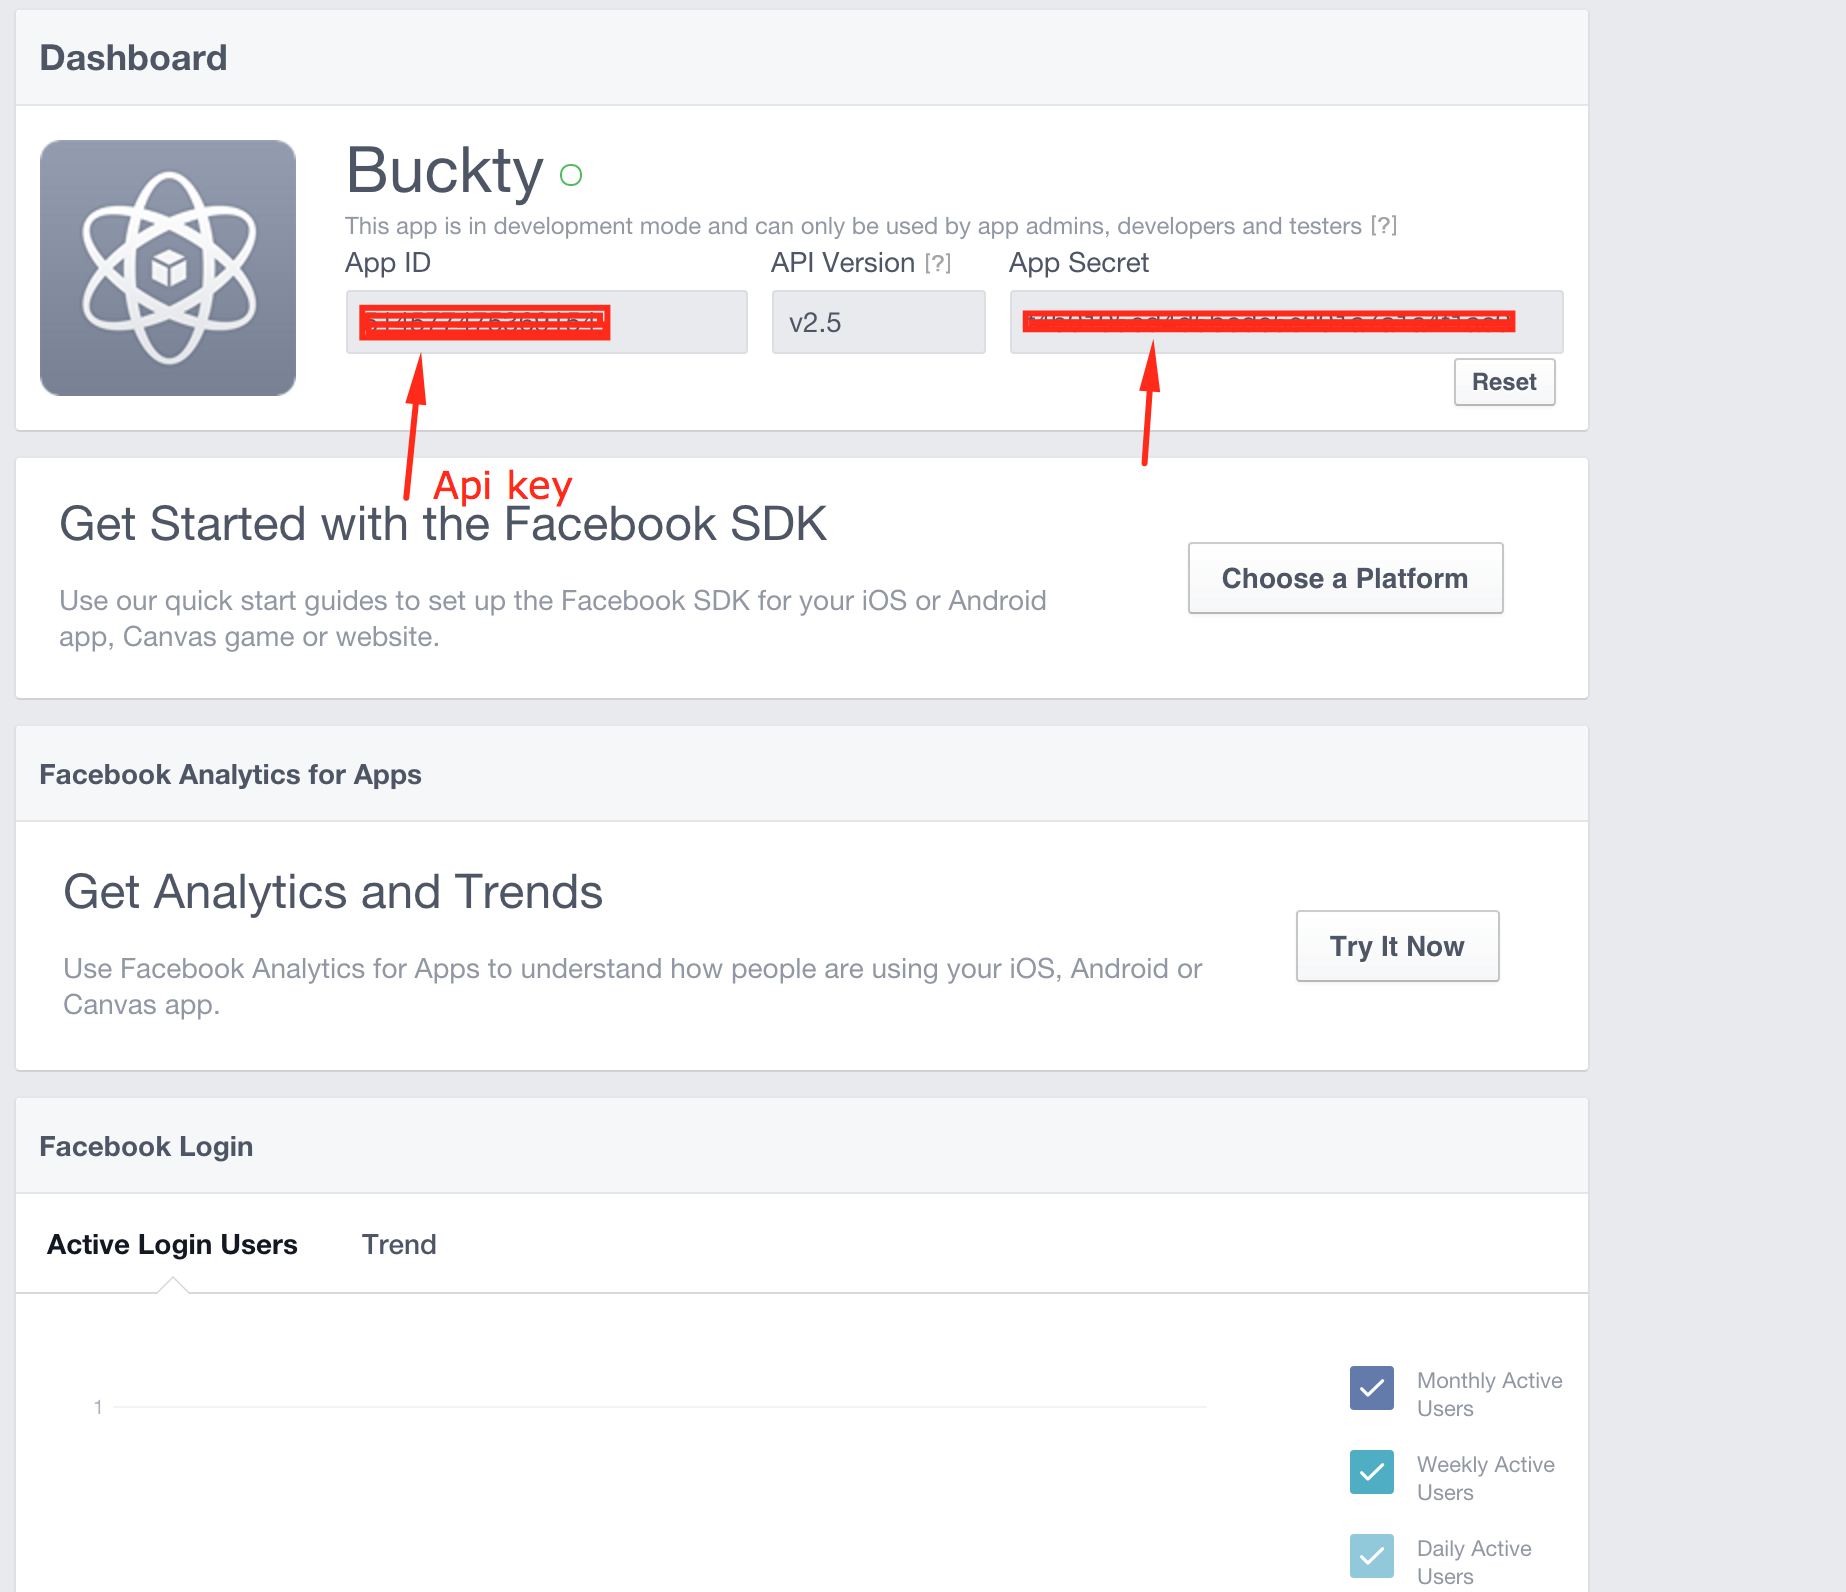 Dashboard
Buckty
This app is in development mode and can only be used by app admins, developers and testers [?]
App ID
API Version [?]
App Secret
v2.5
Reset
Api key
Get Started with the Facebook SDK
Use our quick start guides to set up the Facebook SDK for your iOS or Android
app, Canvas game or website.
Choose a Platform
Facebook Analytics for Apps
Get Analytics and Trends
Use Facebook Analytics for Apps to understand how people are using your iOS, Android or
Canvas app.
Try It Now
Facebook Login
Active Login Users
Trend
1
Monthly Active
Users
Weekly Active
Users
Daily Active
Users